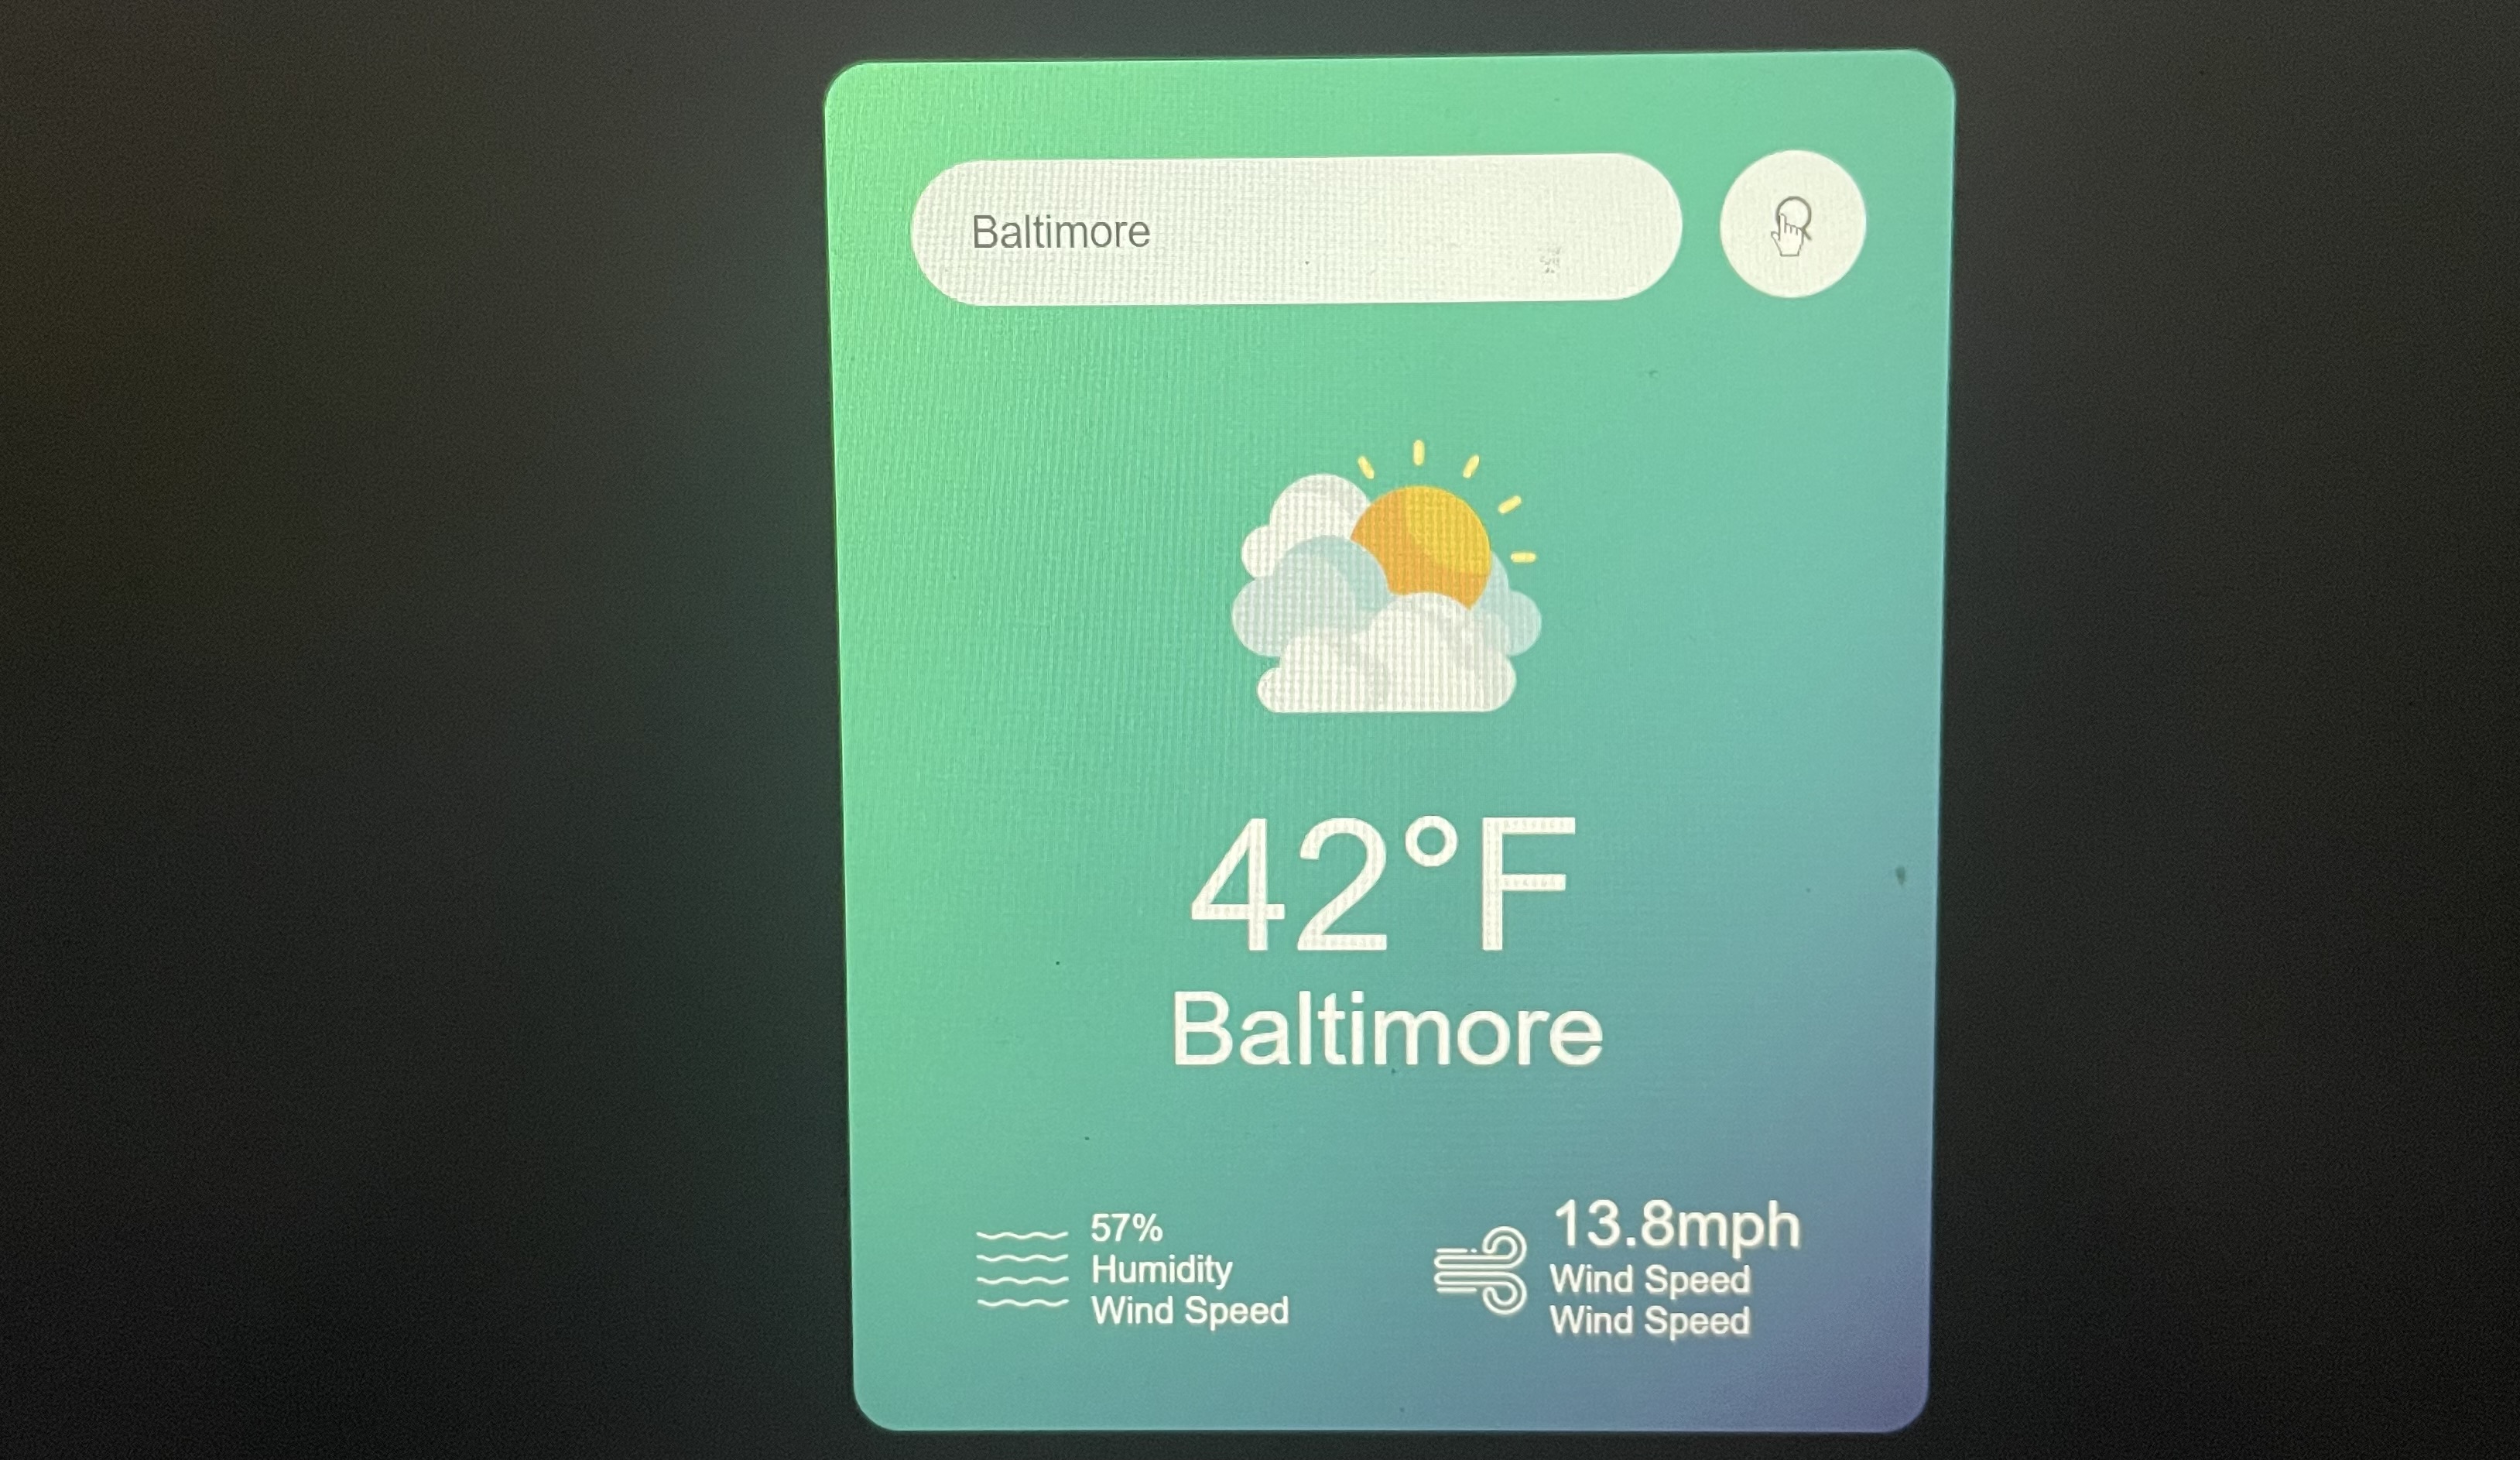 Baltimore
42°F
Baltimore
57%
Humidity
Wind Speed
13.8mph
Wind Speed
Wind Speed